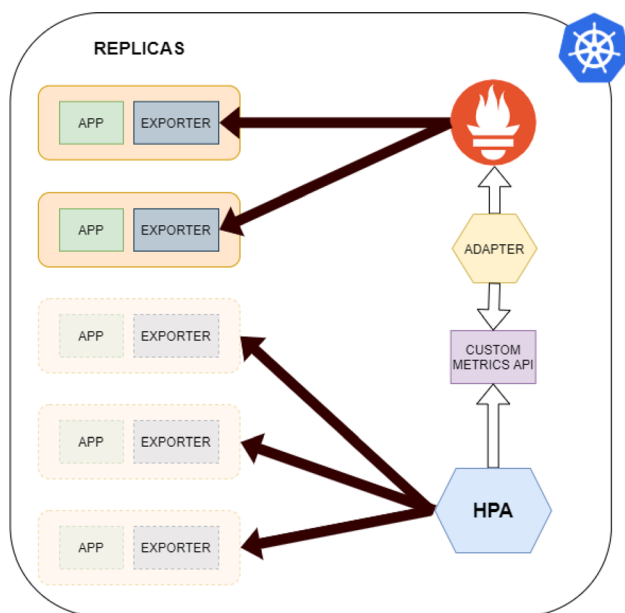 REPLICAS
APP
EXPORTER
APP
EXPORTER
ADAPTER
APP
EXPORTER
CUSTOM
METRICS API
APP
EXPORTER
HPA
APP
EXPORTER